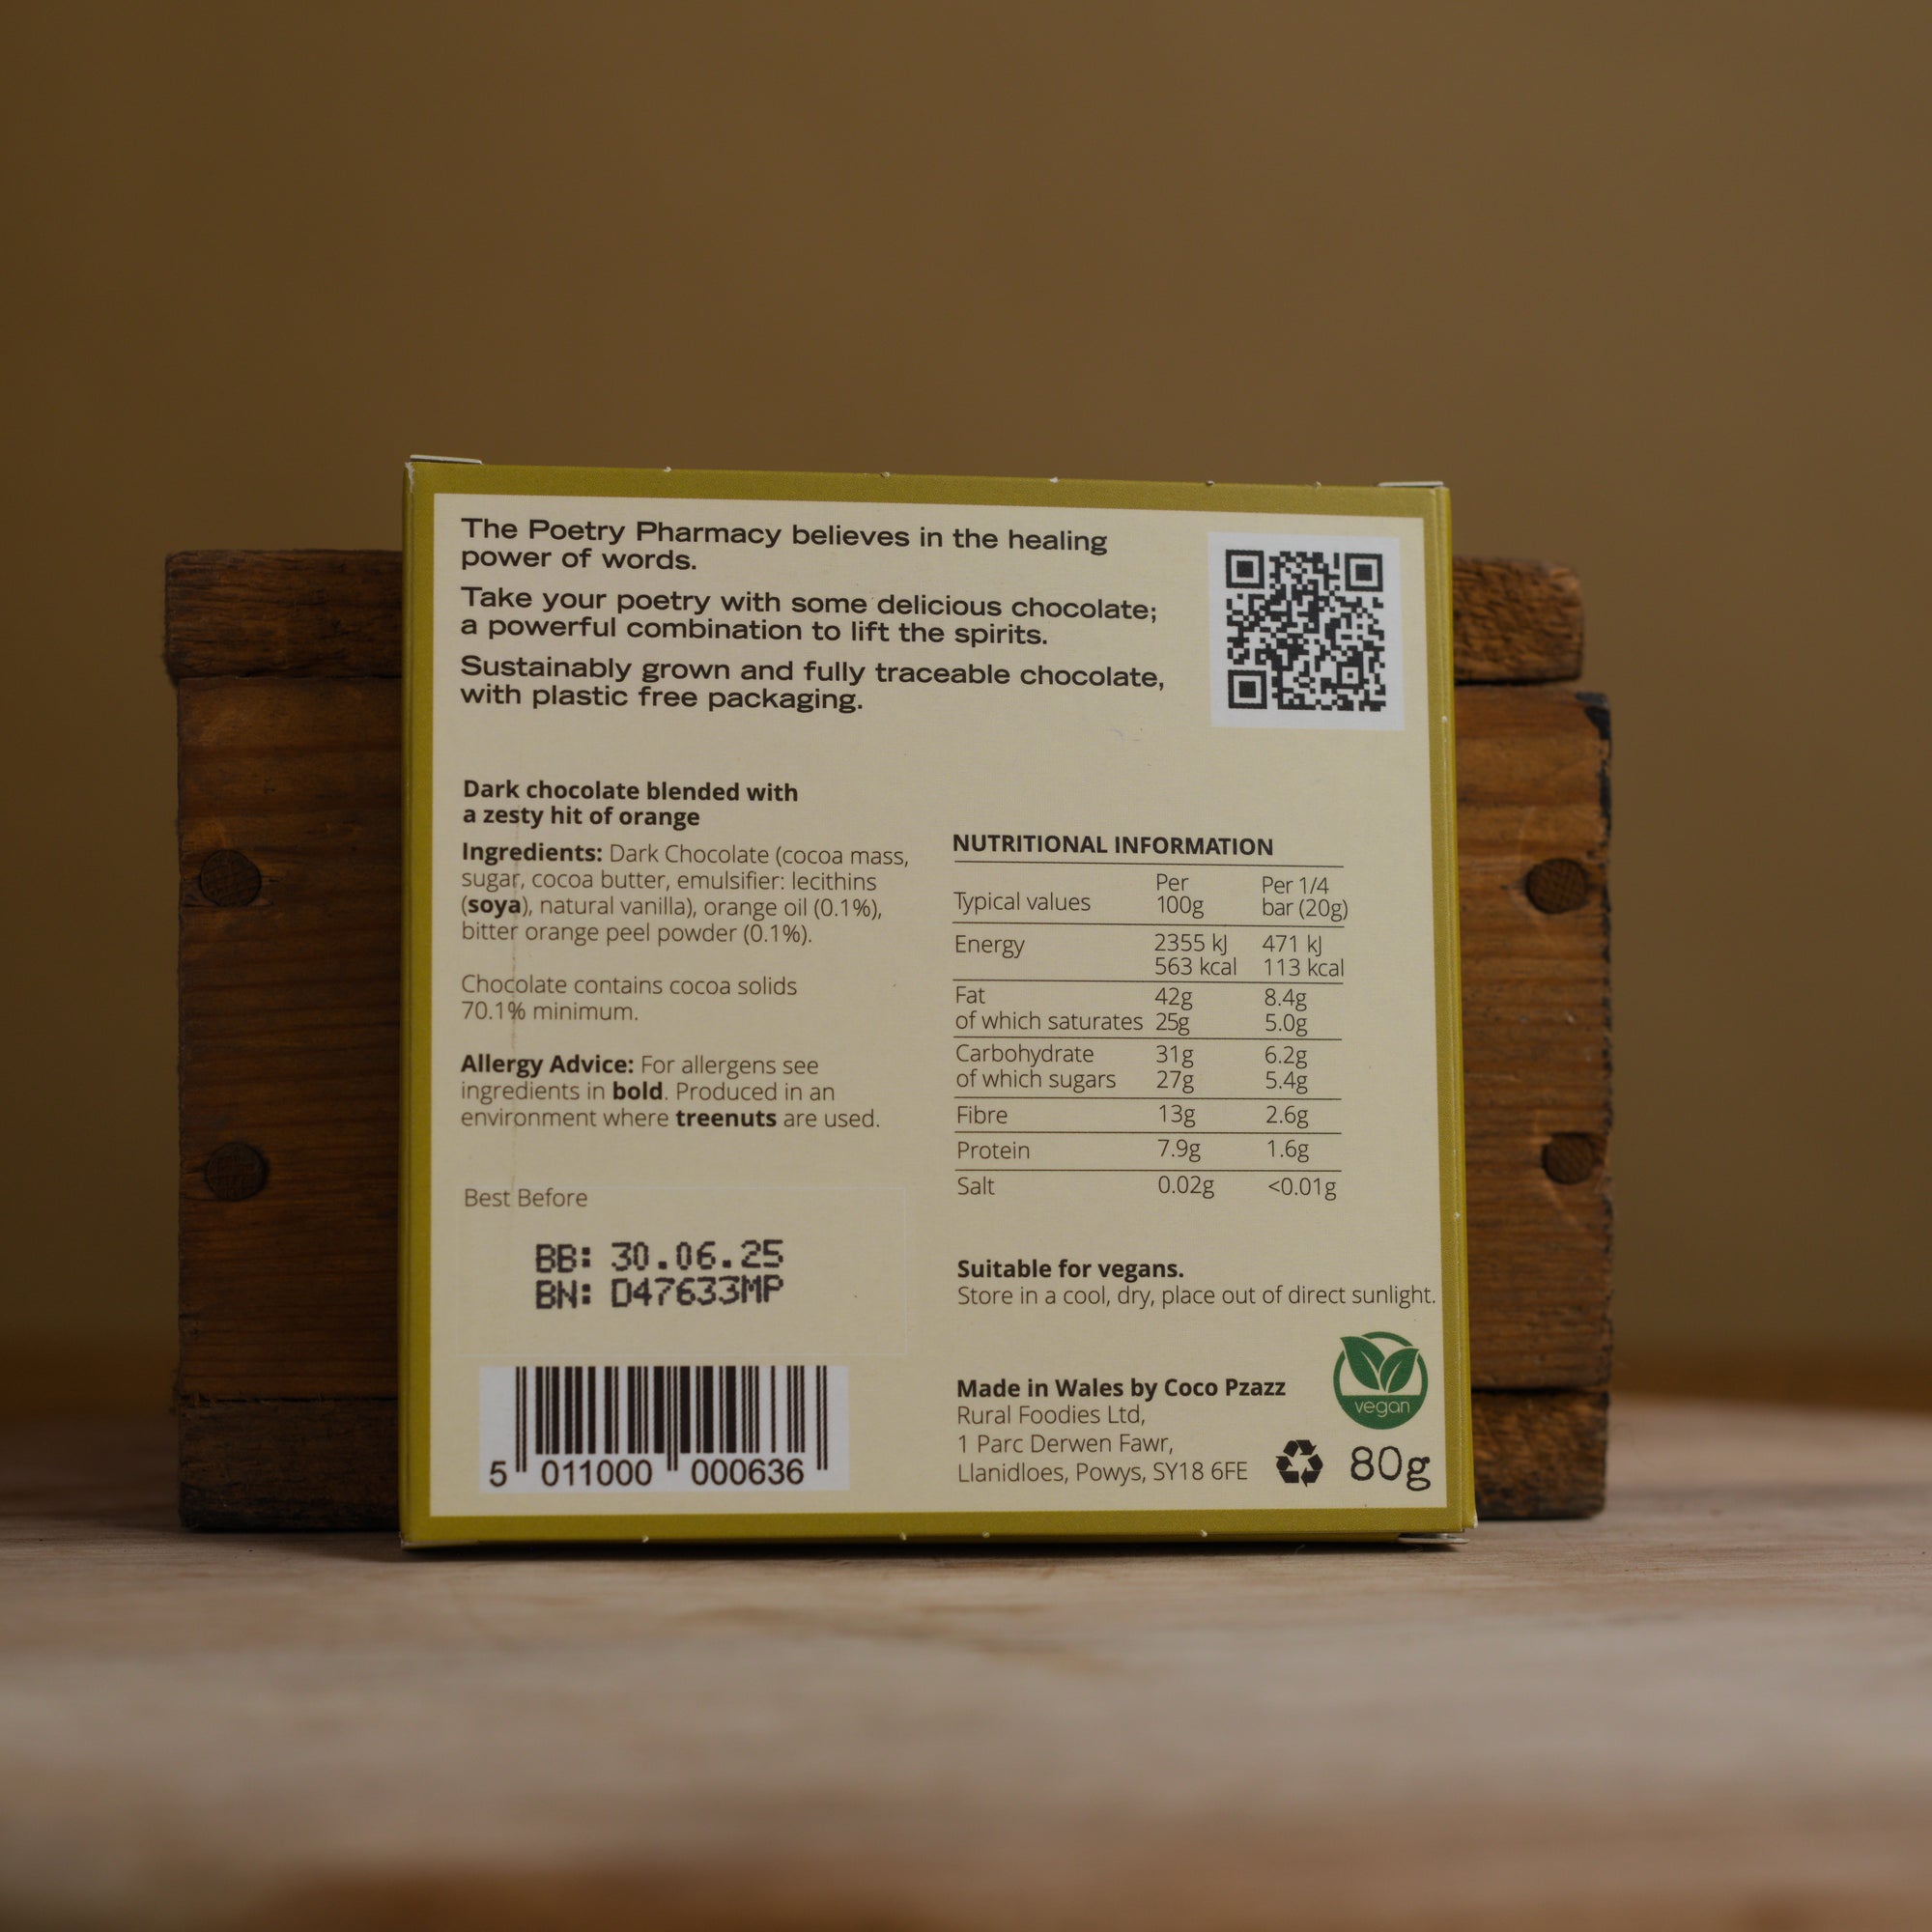 The Poetry Pharmacy believes in the healing
power of words.
Take your poetry with some delicious chocolate;
a powerful combination to lift the spirits.
Sustainably grown and fully traceable chocolate,
with plastic free packaging.
Dark chocolate blended with
a zesty hit of orange
Ingredients: Dark Chocolate (cocoa mass,
sugar, cocoa butter, emulsifier: lecithins
(soya), natural vanilla), orange oil (0.1%),
bitter orange peel powder (0.1%).
Chocolate contains cocoa solids
70.1% minimum.
Allergy Advice: For allergens see
ingredients in bold. Produced in an
environment where treenuts are used.
Best Before
BB: 30.06.25
BN: D47633MP
5 011000 000636
NUTRITIONAL INFORMATION
Typical values Per 100g Per 1/4 bar (20g)
Energy 2355 kJ 471 kJ
563 kcal 113 kcal
Fat 42g 8.4g
of which saturates 25g 5.0g
Carbohydrate 31g 6.2g
of which sugars 27g 5.4g
Fibre 13g 2.6g
Protein 7.9g 1.6g
Salt 0.02g <0.01g
Suitable for vegans.
Store in a cool, dry, place out of direct sunlight.
vegan
Made in Wales by Coco Pzazz
Rural Foodies Ltd,
1 Parc Derwen Fawr,
Llanidloes, Powys, SY18 6FE
80g